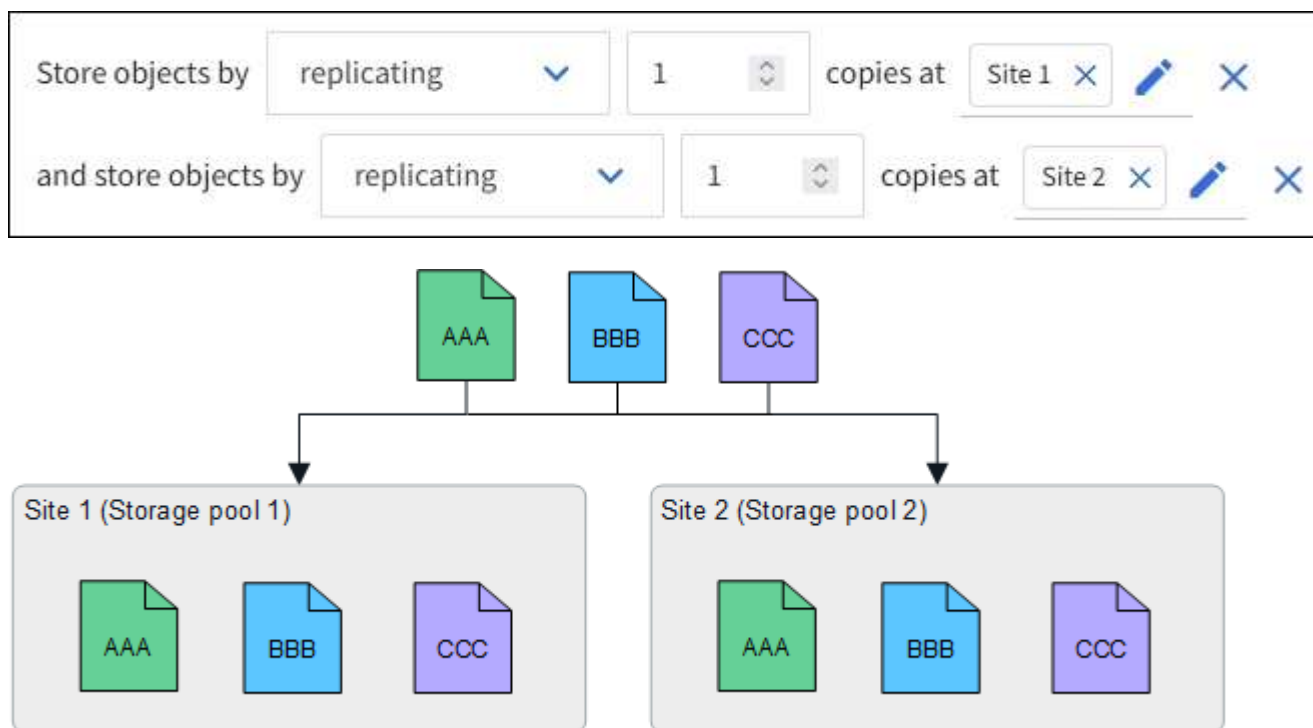 Store objects by replicating 1 copies at Site 1
and store objects by replicating 1 copies at Site 2
AAA BBB CCC
Site 1 (Storage pool 1) Site 2 (Storage pool 2)
AAA BBB CCC AAA BBB CCC